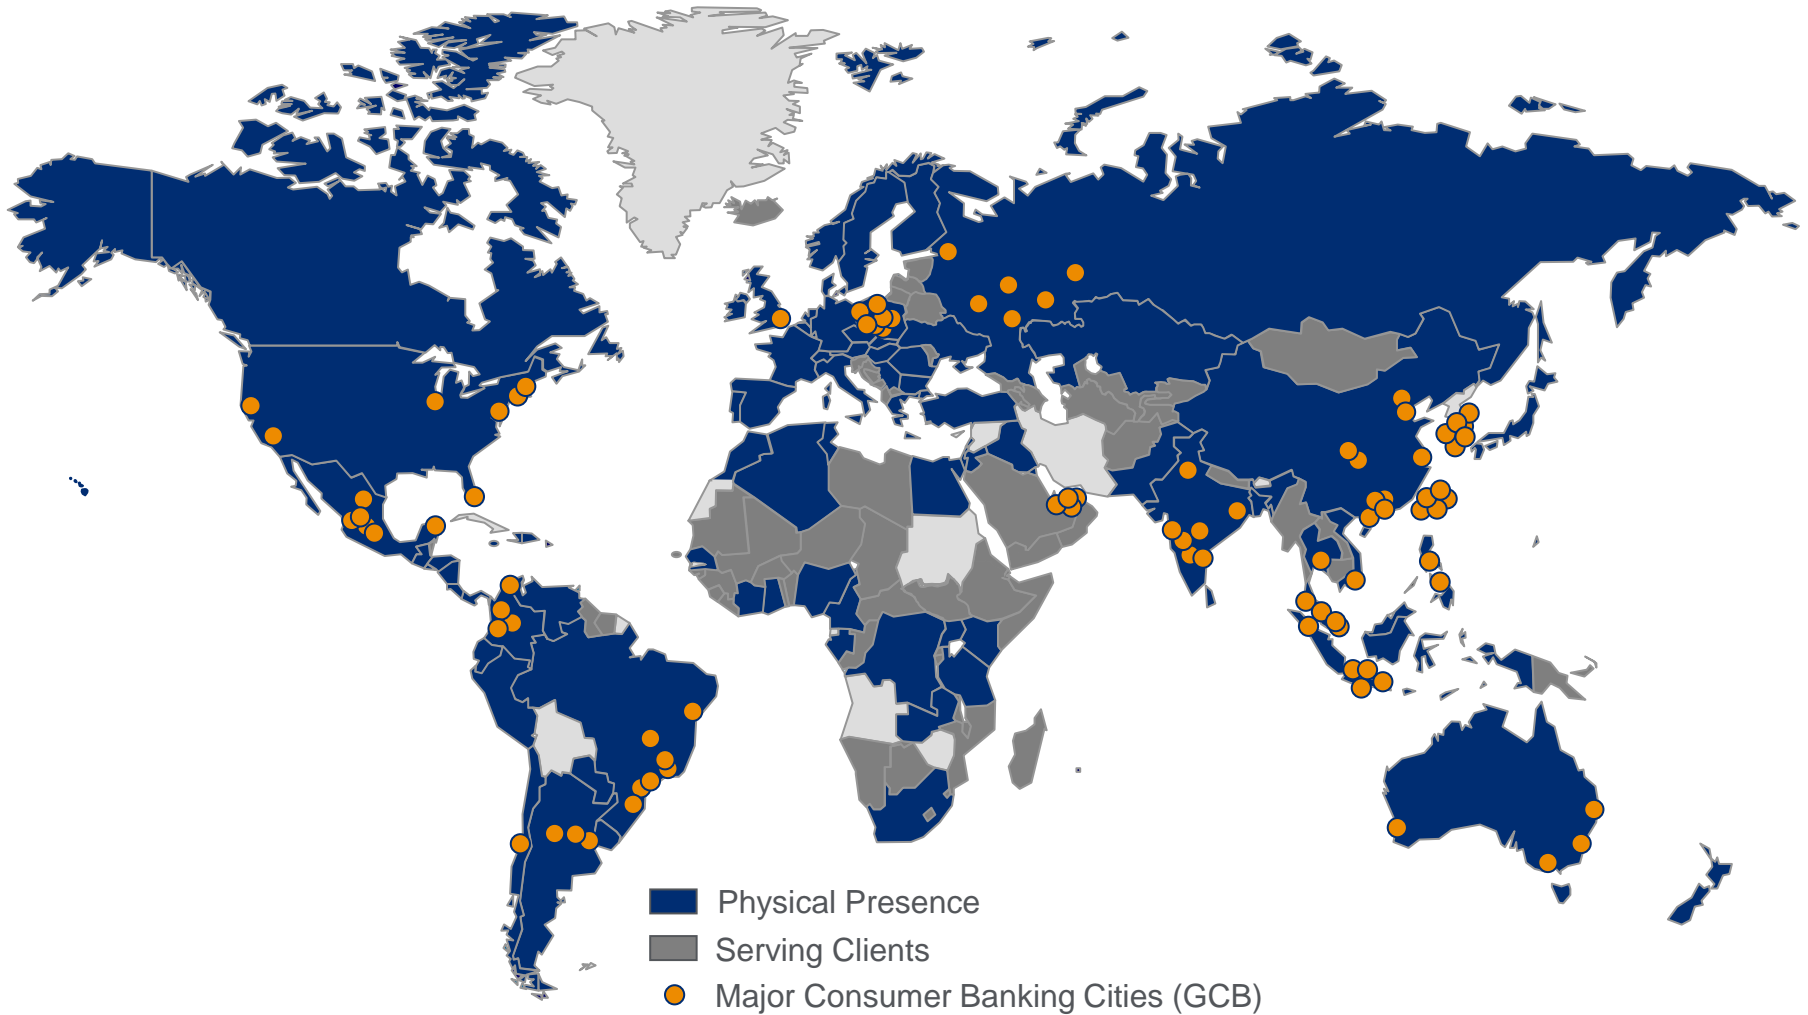 Physical Presence
Serving Clients
Major Consumer Banking Cities (GCB)